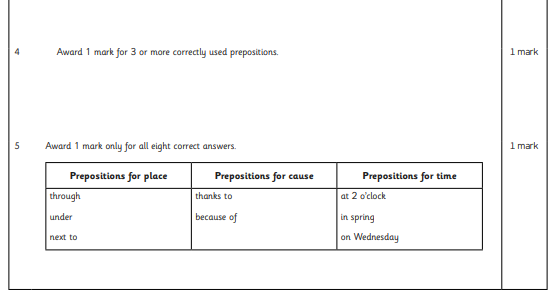 4 Award 1 mark for 3 or more correctly used prepositions. 1 mark
5 Award 1 mark only for all eight correct answers. 1 mark
Prepositions for place Prepositions for cause Prepositions for time
through thanks to at 2 o'clock
under because of in spring
next to on Wednesday